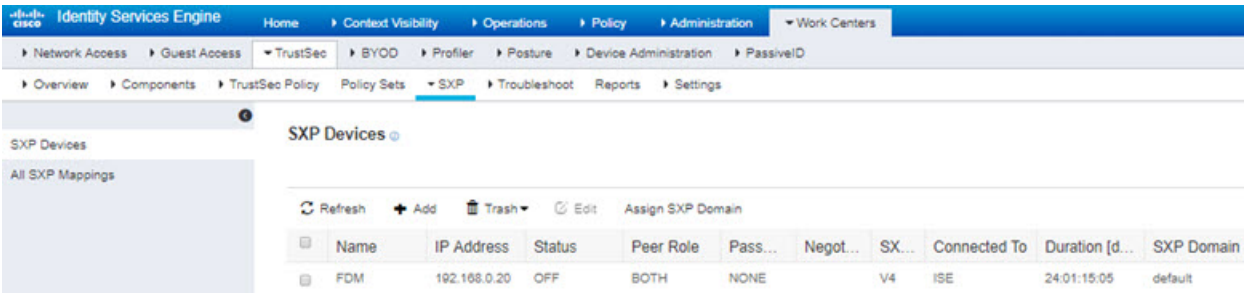 cisco Identity Services Engine Home Context Visibility Operations Policy Administration Work Centers
Network Access Guest Access TrustSec BYOD Profiler Posture Device Administration PassiveID
Overview Components TrustSec Policy Policy Sets SXP Troubleshoot Reports Settings
SXP Devices
SXP Devices
All SXP Mappings
Refresh Add Trash Edit Assign SXP Domain
Name IP Address Status Peer Role Pass... Negot... SX... Connected To Duration [d... SXP Domain
FDM 192.168.0.20 OFF BOTH NONE V4 ISE 24:01:15:05 default